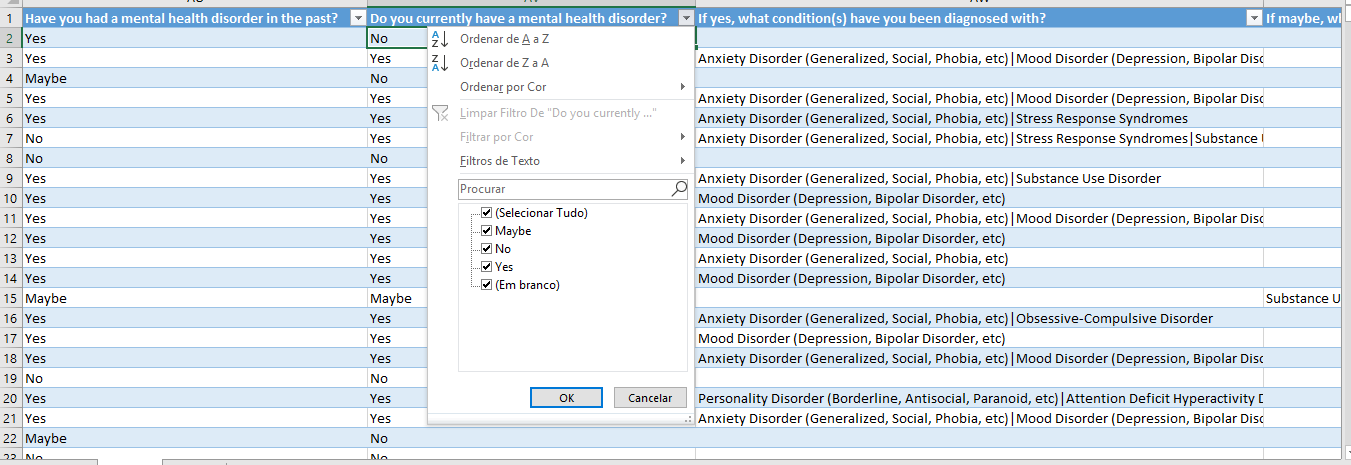 Have you had a mental health disorder in the past? Do you currently have a mental health disorder? If yes, what condition(s) have you been diagnosed with? If maybe,
1
2 Yes No
3 Yes Yes Anxiety Disorder (Generalized, Social, Phobia, etc)|Mood Disorder (Depression, Bipolar
4 Maybe No
5 Yes Yes Anxiety Disorder (Generalized, Social, Phobia, etc)|Mood Disorder (Depression, Bipolar
6 Yes Yes Anxiety Disorder (Generalized, Social, Phobia, etc)|Stress Response Syndromes
7 No Yes Anxiety Disorder (Generalized, Social, Phobia, etc)|Stress Response Syndromes|Substance
8 No No
9 Yes Yes Anxiety Disorder (Generalized, Social, Phobia, etc)|Substance Use Disorder
10 Yes Yes Mood Disorder (Depression, Bipolar Disorder, etc)
11 Yes Yes Anxiety Disorder (Generalized, Social, Phobia, etc)|Mood Disorder (Depression, Bipolar
12 Yes Yes Mood Disorder (Depression, Bipolar Disorder, etc)
13 Yes Yes Anxiety Disorder (Generalized, Social, Phobia, etc)
14 Yes Yes Mood Disorder (Depression, Bipolar Disorder, etc)
15 Maybe Maybe Substance
16 Yes Yes Anxiety Disorder (Generalized, Social, Phobia, etc)|Obsessive-Compulsive Disorder
17 Yes Yes Mood Disorder (Depression, Bipolar Disorder, etc)
18 Yes Yes Anxiety Disorder (Generalized, Social, Phobia, etc)|Mood Disorder (Depression, Bipolar
19 No No
20 Yes Yes Personality Disorder (Borderline, Antisocial, Paranoid, etc)|Attention Deficit Hyperactivity
21 Yes Yes Anxiety Disorder (Generalized, Social, Phobia, etc)|Mood Disorder (Depression, Bipolar
22 Maybe No
23 No No
Ordenar de A a Z
Ordenar de Z a A
Ordenar por Cor
Limpar Filtro De "Do you currently ..."
Filtrar por Cor
Filtros de Texto
Procurar
(Selecionar Tudo)
Maybe
No
Yes
(Em branco)
OK Cancelar